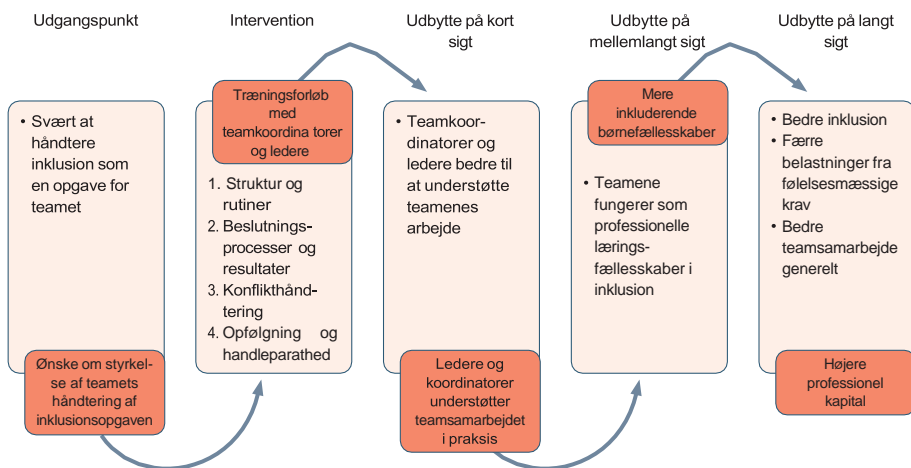 Udgangspunkt
• Svært at
håndtere
inklusion som
en opgave for
teamet
Ønske om styrkel-
se af teamets
håndtering af
inklusionsopgaven
Intervention
Træningsforløb
med
teamkoordina torer
og ledere
1. Struktur og
rutiner
2. Beslutnings-
processer og
resultater
3. Konflikthån-
dtering
4. Opfølgning og
handleparathed
Udbytte på kort
sigt
• Teamkoor-
dinatorer og
ledere bedre til
at understøtte
teamenes
arbejde
Ledere og
koordinatorer
understøtter
teamsamarbejdet
i praksis
Udbytte på
mellemlangt sigt
Mere
inkluderende
børnefællesskaber
• Teamene
fungerer som
professionelle
lærings-
fællesskaber i
inklusion
Udbytte på langt
sigt
• Bedre inklusion
• Færre
belastninger fra
følelsesmæssige
krav
• Bedre
teamsamarbejde
generelt
Højere
professionel
kapital